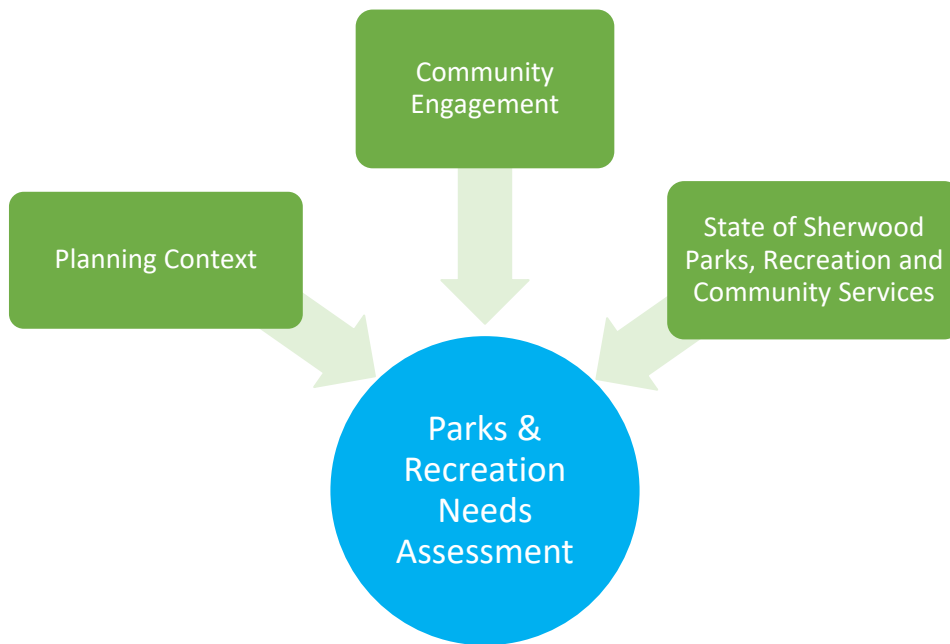 Community
Engagement
Planning Context
State of Sherwood
Parks, Recreation and
Community Services
Parks &
Recreation
Needs
Assessment